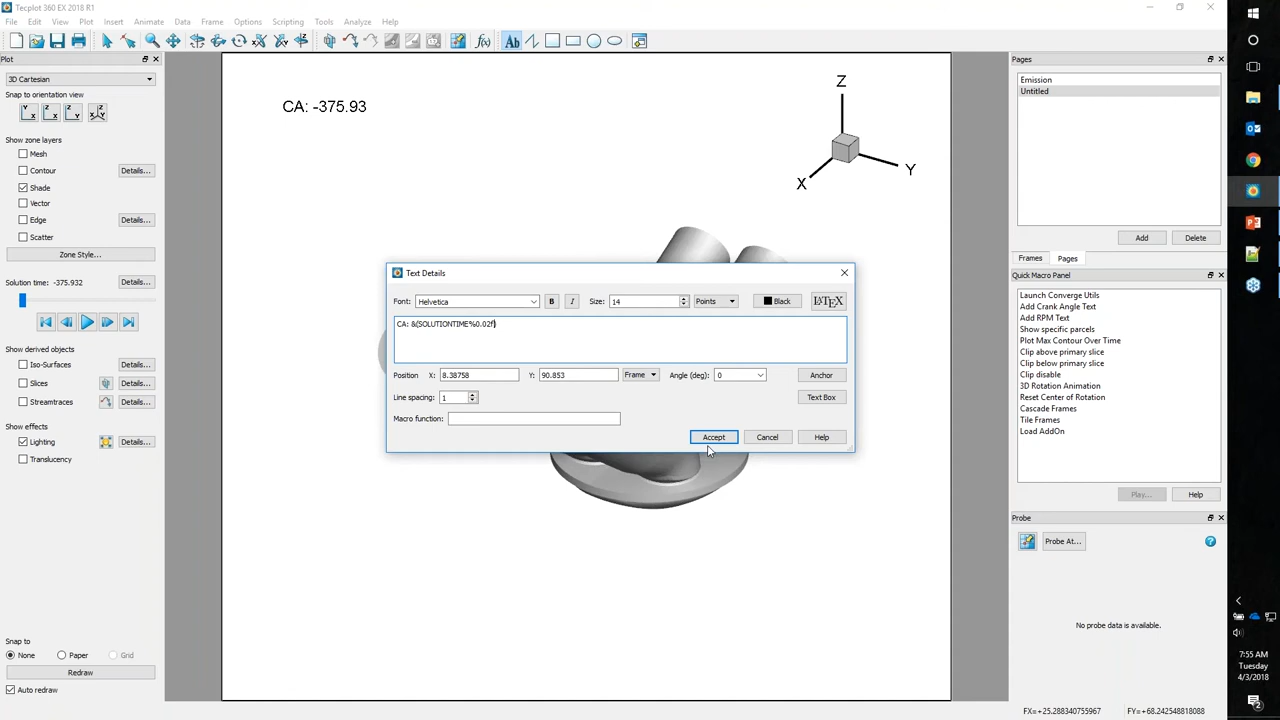 Tecplot 360 EX 2018 R1
File Edit View Plot Insert Animate Data Frame Options Scripting Tools Analyze Help
Ab
Plot
3D Cartesian
Snap to orientation view
Y X Z X Z Y Z X Y
Show zone layers
Mesh
Contour Details...
Shade
Vector
Edge Details...
Scatter
Zone Style...
Solution time: -375.932 Details...
Show derived objects
Iso-Surfaces Details...
Slices Details...
Streamtraces Details...
Show effects
Lighting Details...
Translucency
Snap to
None Paper Grid
Redraw
Auto redraw
CA: -375.93
Z
X
Y
Text Details
Font: Helvetica B I Size: 14 Points Black LATEX
CA: &(SOLUTIONTIME%0.02f)
Position X: 8.38758 Y: 90.853 Frame Angle (deg): 0 Anchor
Line spacing: 1 Text Box
Macro function:
Accept Cancel Help
Pages
Emission
Untitled
Add Delete
Frames Pages
Quick Macro Panel
Launch Converge Utils
Add Crank Angle Text
Add RPM Text
Show specific parkers
Plot Max Contour Over Time
Clip above primary slice
Clip below primary slice
Clip disable
3D Rotation Animation
Reset Center of Rotation
Cascade Frames
Tile Frames
Load AddOn
Play... Help
Probe
Probe At...
No probe data is available.
FX=+25.288340755967 FY=+68.242548818088
7:55 AM
Tuesday
4/3/2018
2